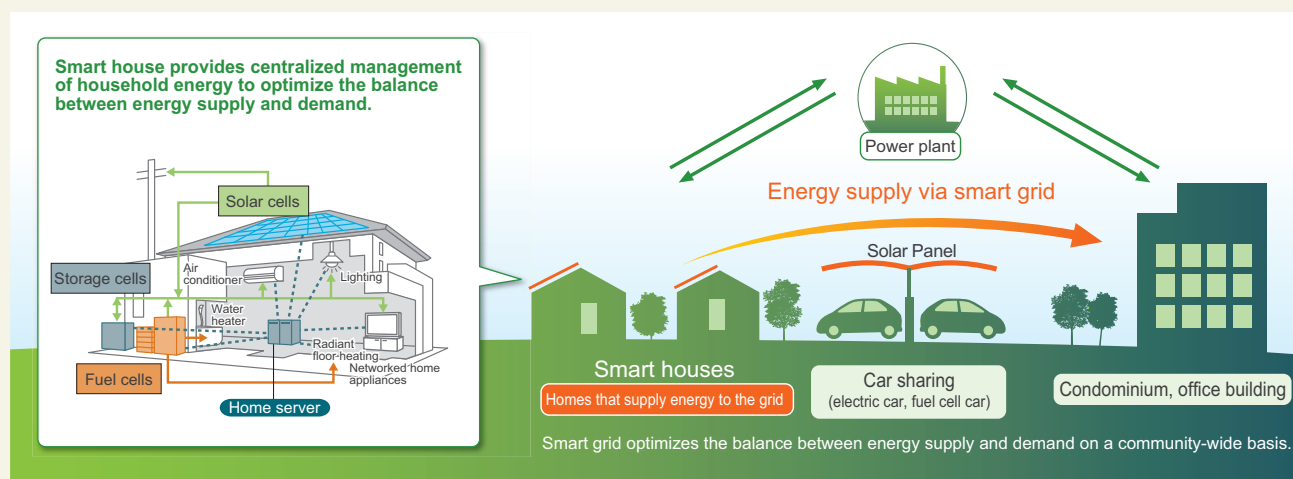 Smart house provides centralized management
of household energy to optimize the balance
between energy supply and demand.
Solar cells
Storage cells
Air
conditioner
Lighting
Water
heater
Radiant
floor-heating
Networked home
appliances
Fuel cells
Home server
Power plant
Energy supply via smart grid
Solar Panel
Smart houses
Homes that supply energy to the grid
Car sharing
(electric car, fuel cell car)
Condominium, office building
Smart grid optimizes the balance between energy supply and demand on a community-wide basis.